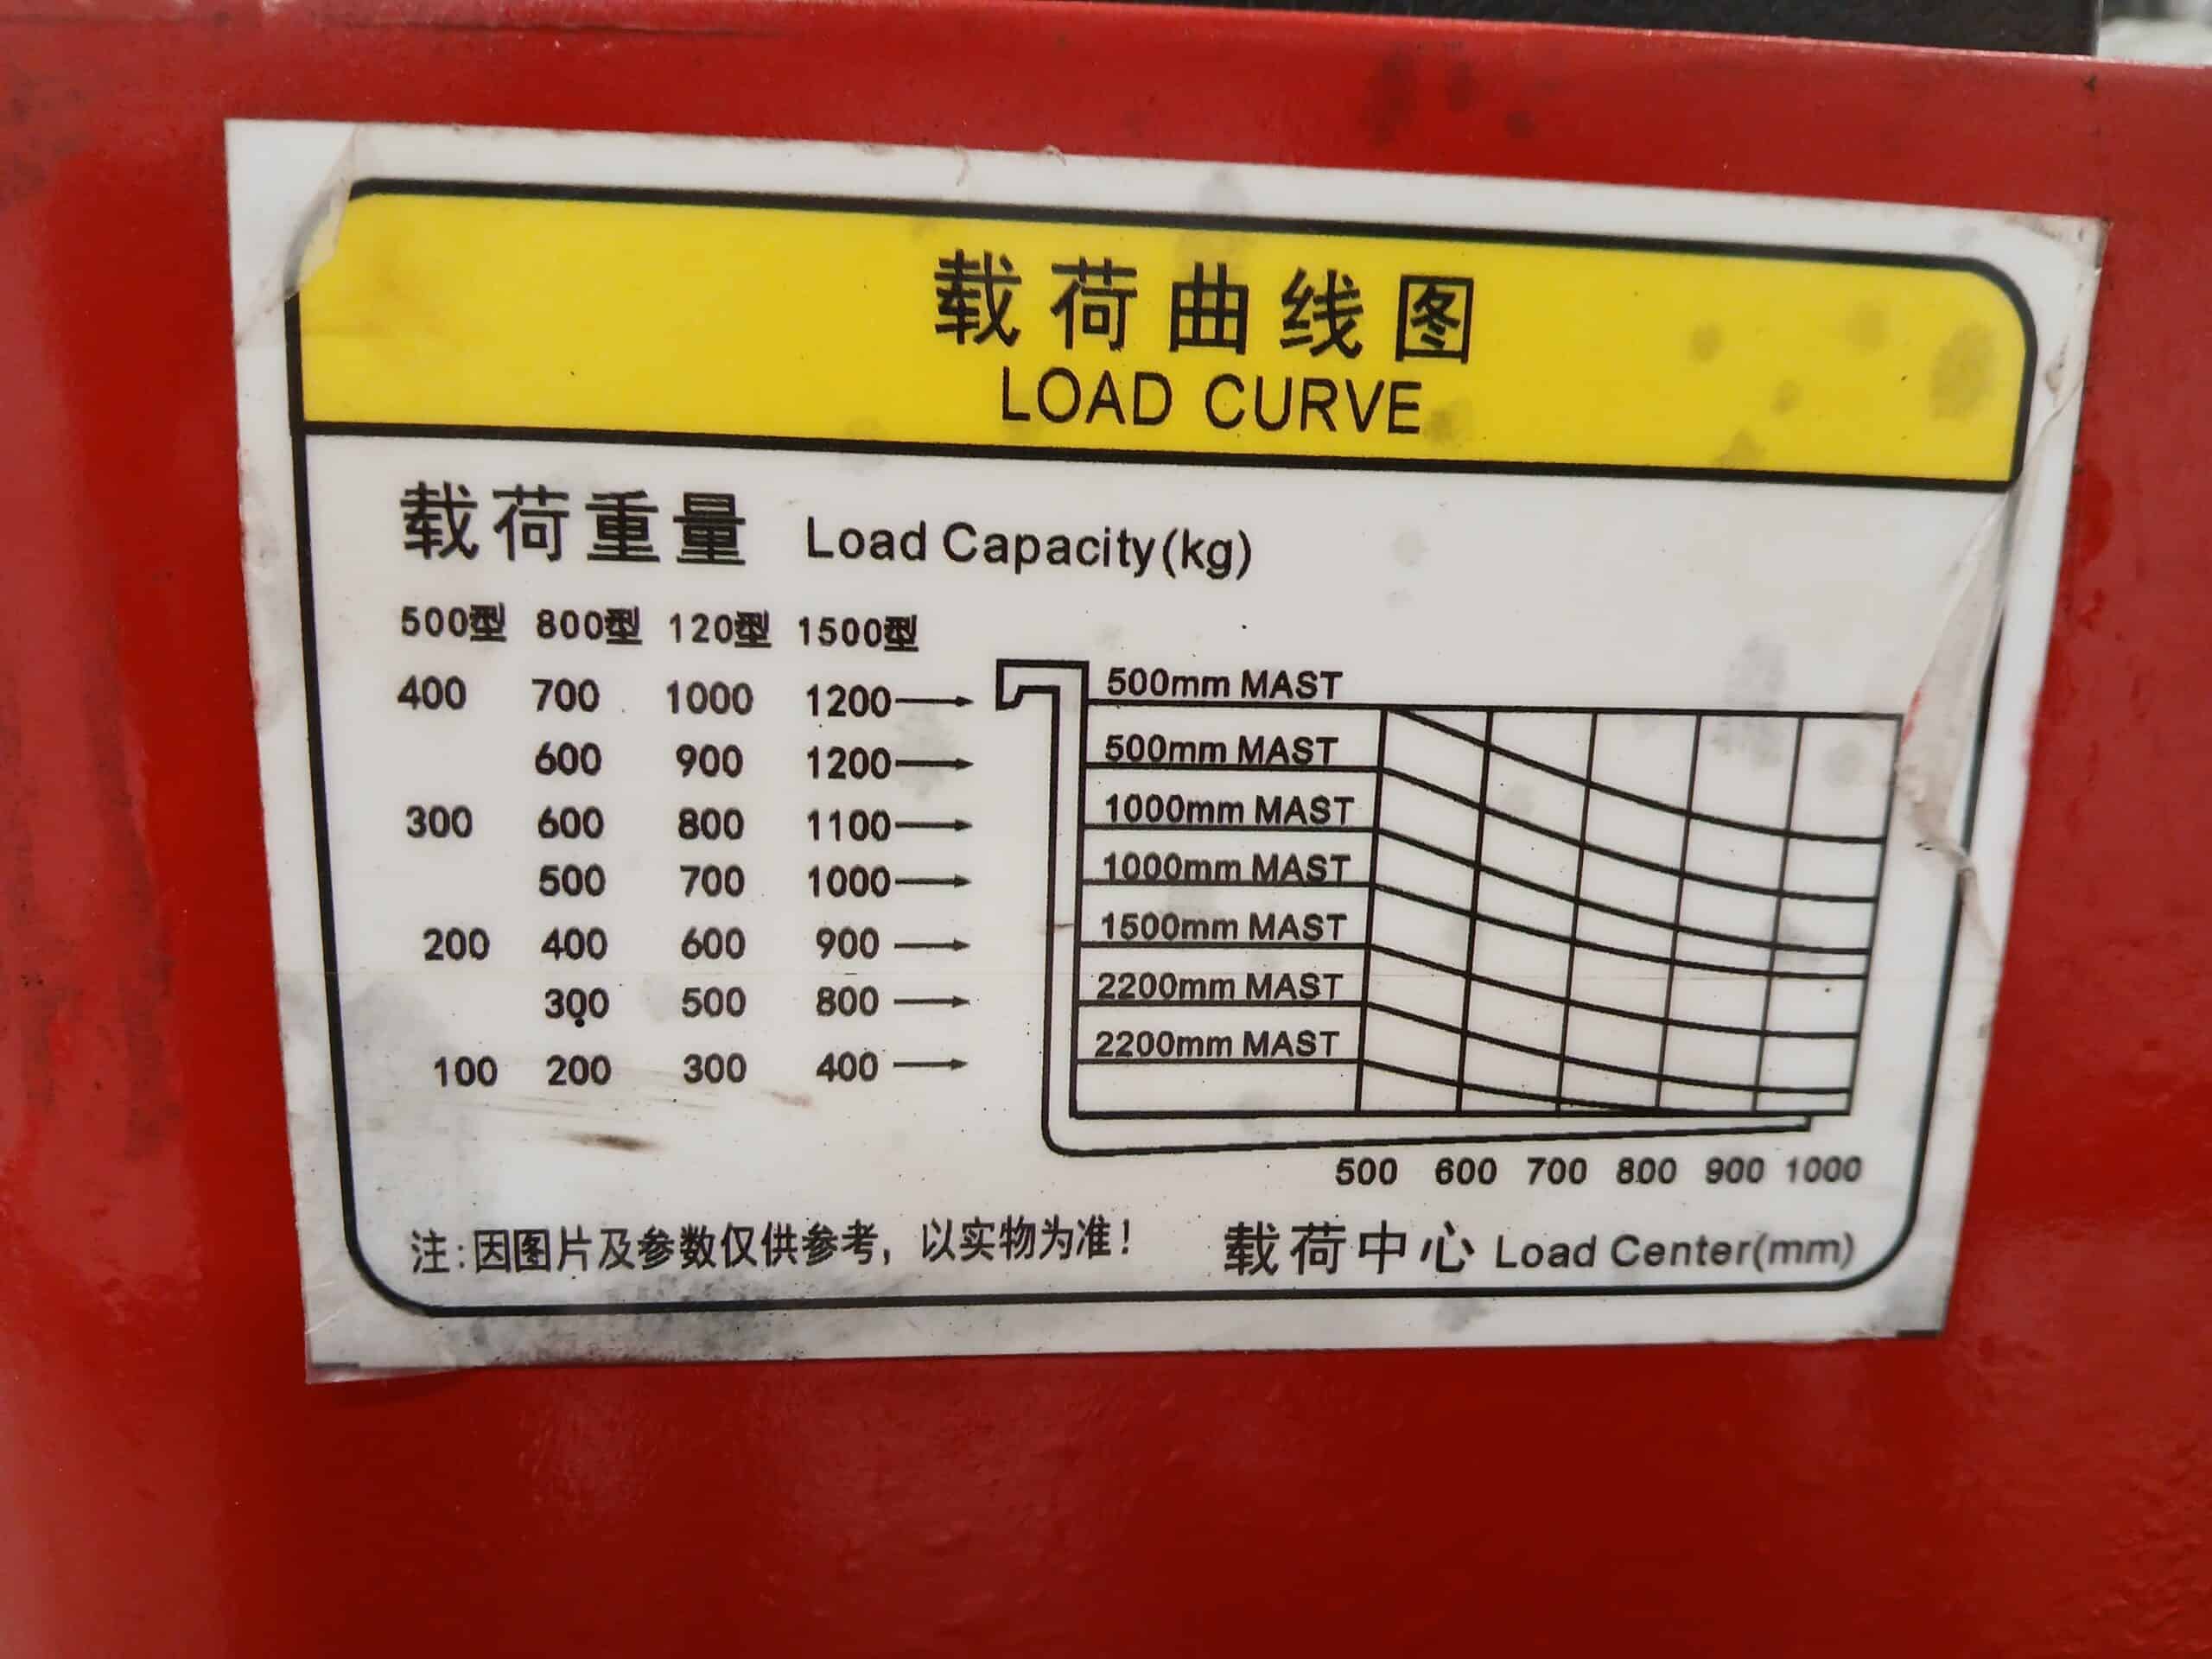 载荷曲线图
LOAD CURVE
载荷重量 Load Capacity(kg)
500型 800型 120型 1500型
400 700 1000 1200 500mm MAST
600 900 1200 500mm MAST
300 600 800 1100 1000mm MAST
500 700 1000 1000mm MAST
200 400 600 900 1500mm MAST
300 500 800 2200mm MAST
100 200 300 400 2200mm MAST
500 600 700 800 900 1000
注:因图片及参数仅供参考，以实物为准！ 载荷中心 Load Center(mm)